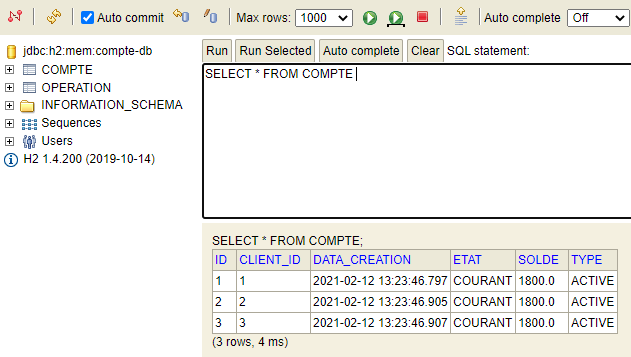 Auto commit Max rows: 1000 Auto complete Off
jdbc:h2:mem:compte-db
COMPTE
OPERATION
INFORMATION_SCHEMA
Sequences
Users
H2 1.4.200 (2019-10-14)
Run Run Selected Auto complete Clear SQL statement:
SELECT * FROM COMPTE
SELECT * FROM COMPTE;
ID CLIENT_ID DATA_CREATION ETAT SOLDE TYPE
1 1 2021-02-12 13:23:46.797 COURANT 1800.0 ACTIVE
2 2 2021-02-12 13:23:46.905 COURANT 1800.0 ACTIVE
3 3 2021-02-12 13:23:46.907 COURANT 1800.0 ACTIVE
(3 rows, 4 ms)